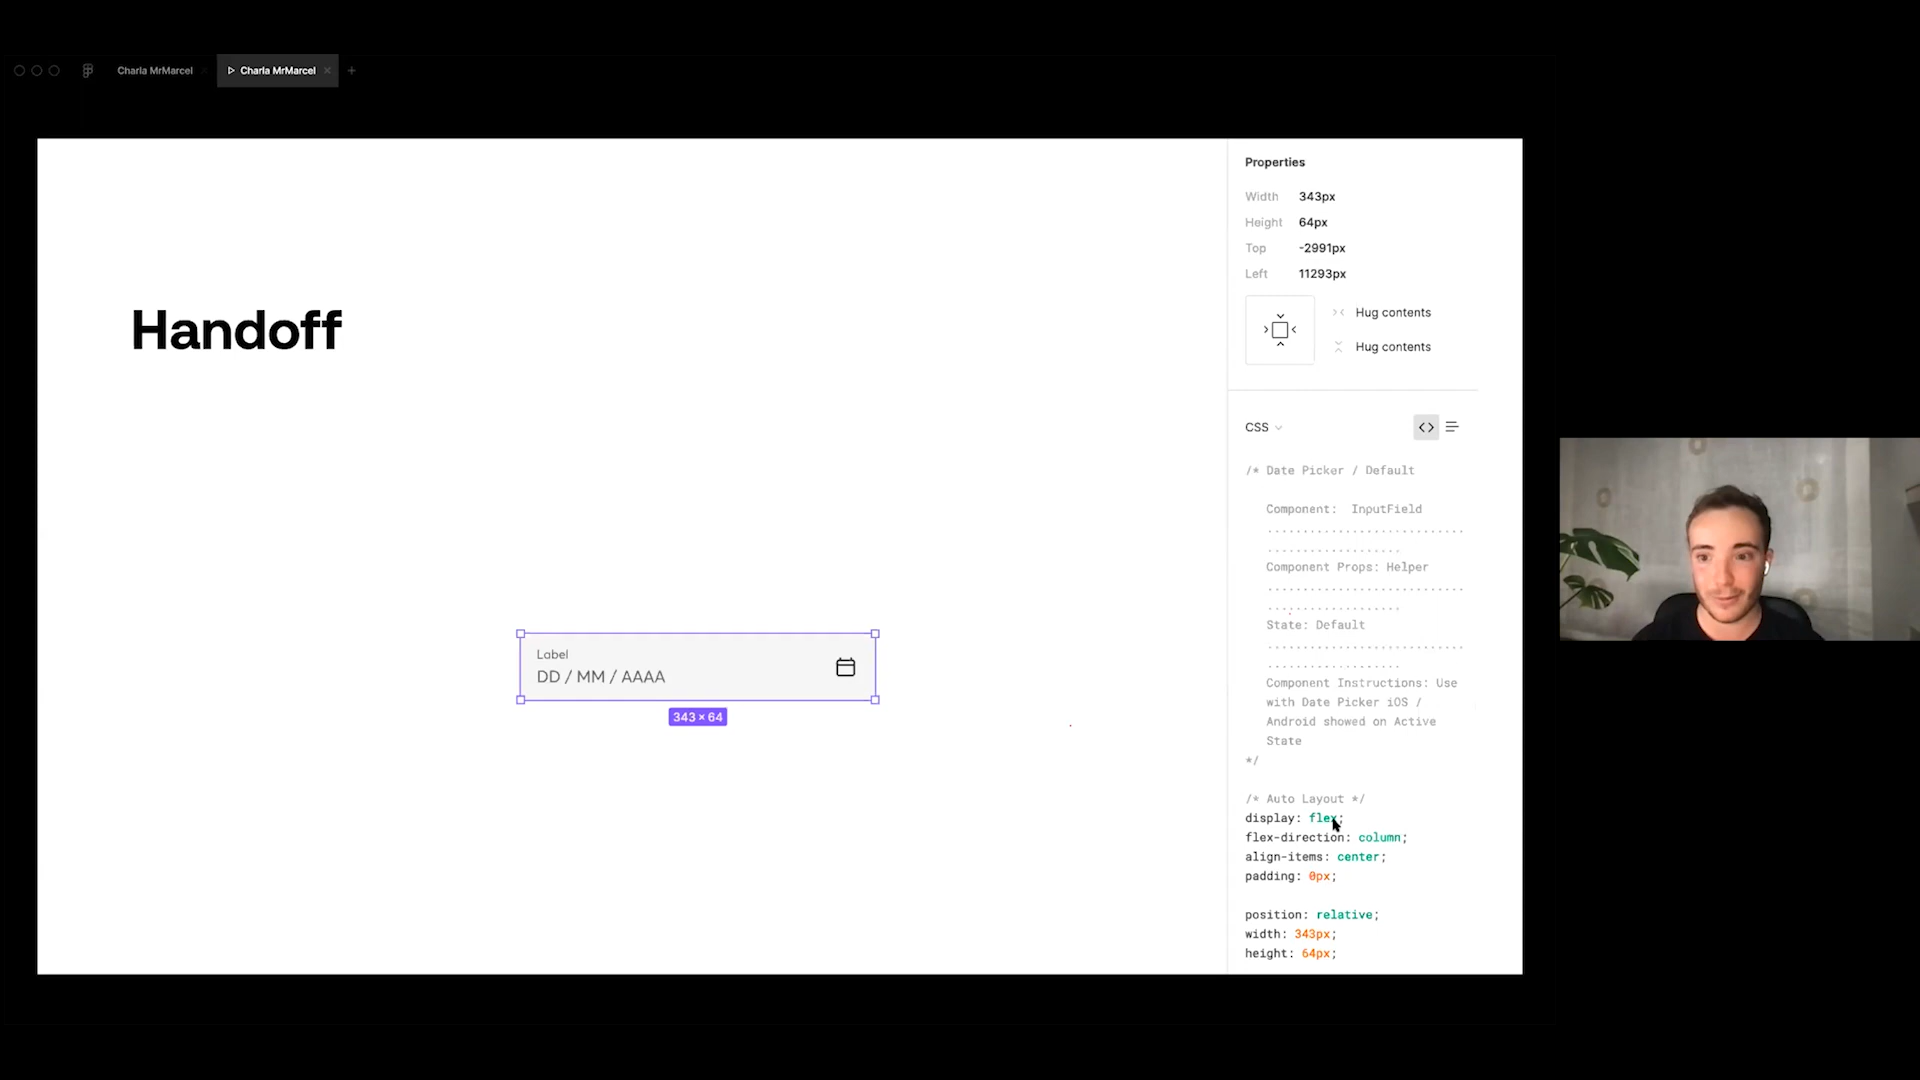 Charla MrMarcel
Charla MrMarcel
Handoff
Label
DD / MM / AAAA
343 × 64
Properties
Width 343px
Height 64px
Top -2991px
Left 11293px
Hug contents
Hug contents
CSS
/* Date Picker / Default
Component: InputField
Component Props: Helper
State: Default
Component Instructions: Use
with Date Picker iOS /
Android showed on Active
State
*/
/* Auto Layout */
display: flex;
flex-direction: column;
align-items: center;
padding: 0px;
position: relative;
width: 343px;
height: 64px;